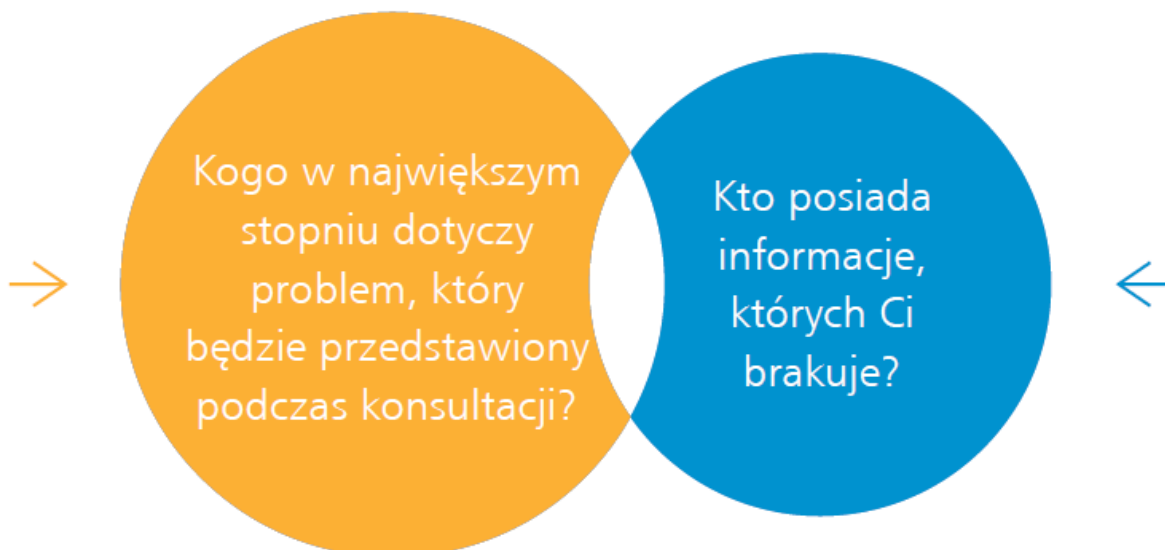 Kogo w największym
stopniu dotyczy
problem, który
będzie przedstawiony
podczas konsultacji?
Kto posiada
informacje,
których Ci
brakuje?